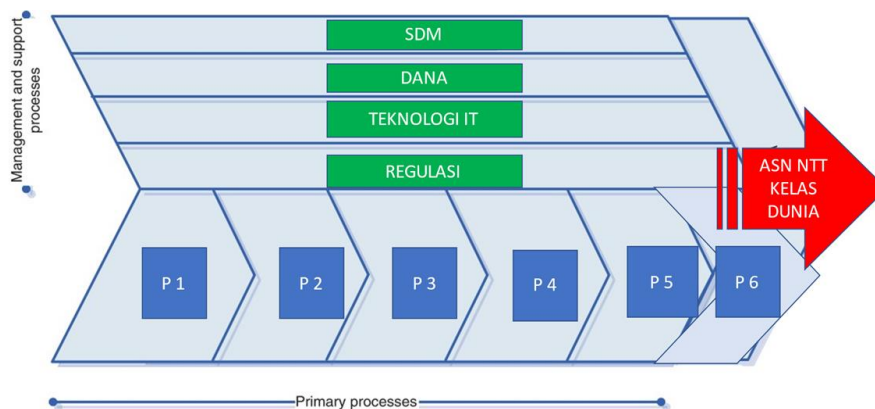 Management and support
processes
SDM
DANA
TEKNOLOGI IT
REGULASI
ASN NTT
KELAS
DUNIA
P 1
P 2
P 3
P 4
P 5
P 6
Primary processes